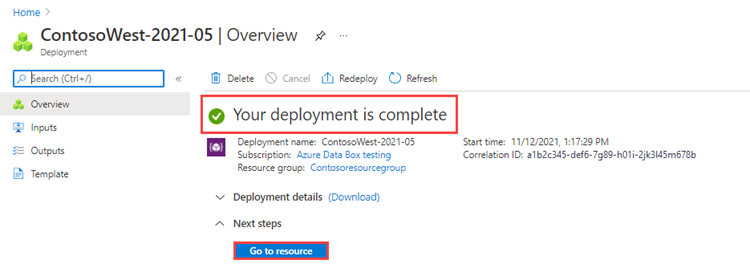 Home >
ContosoWest-2021-05 | Overview ...
Deployment
Search (Ctrl+/) «
Delete Cancel Redeploy Refresh
Overview
Inputs
Outputs
Template
Your deployment is complete
Deployment name: ContosoWest-2021-05
Subscription: Azure Data Box testing
Resource group: Contosoresourcegroup
Start time: 11/12/2021, 1:17:29 PM
Correlation ID: a1b2c345-def6-7g89-h01i-2jk3l45m678b
Deployment details (Download)
Next steps
Go to resource